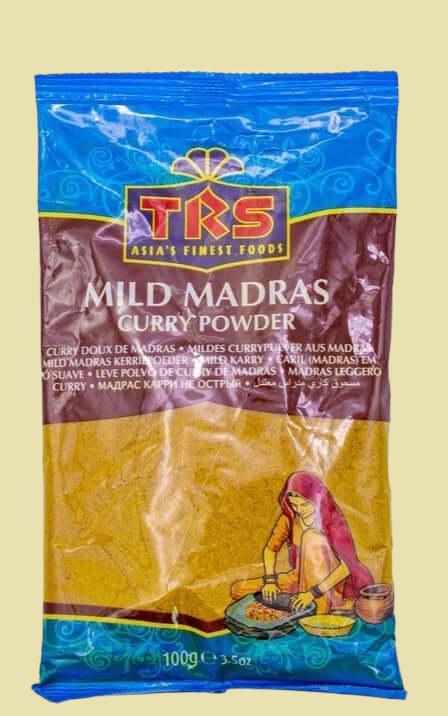 TRS
ASIA'S FINEST FOODS
MILD MADRAS
CURRY POWDER
CURRY DOUX DE MADRAS • MILDES CURRYPULVER AUS MADRAS
MILD MADRAS KERRIEPOEDER • MILD KARRY • CARIL (MADRAS) EM
PÓ SUAVE • LEVE POLVO DE CURRY DE MADRAS • MADRAS LEGGERO
CURRY • МАДРАС КАРРИ НЕ ОСТРЫЙ • مسحوق كاري مدراس معتدل
100g ℮ 3·5oz